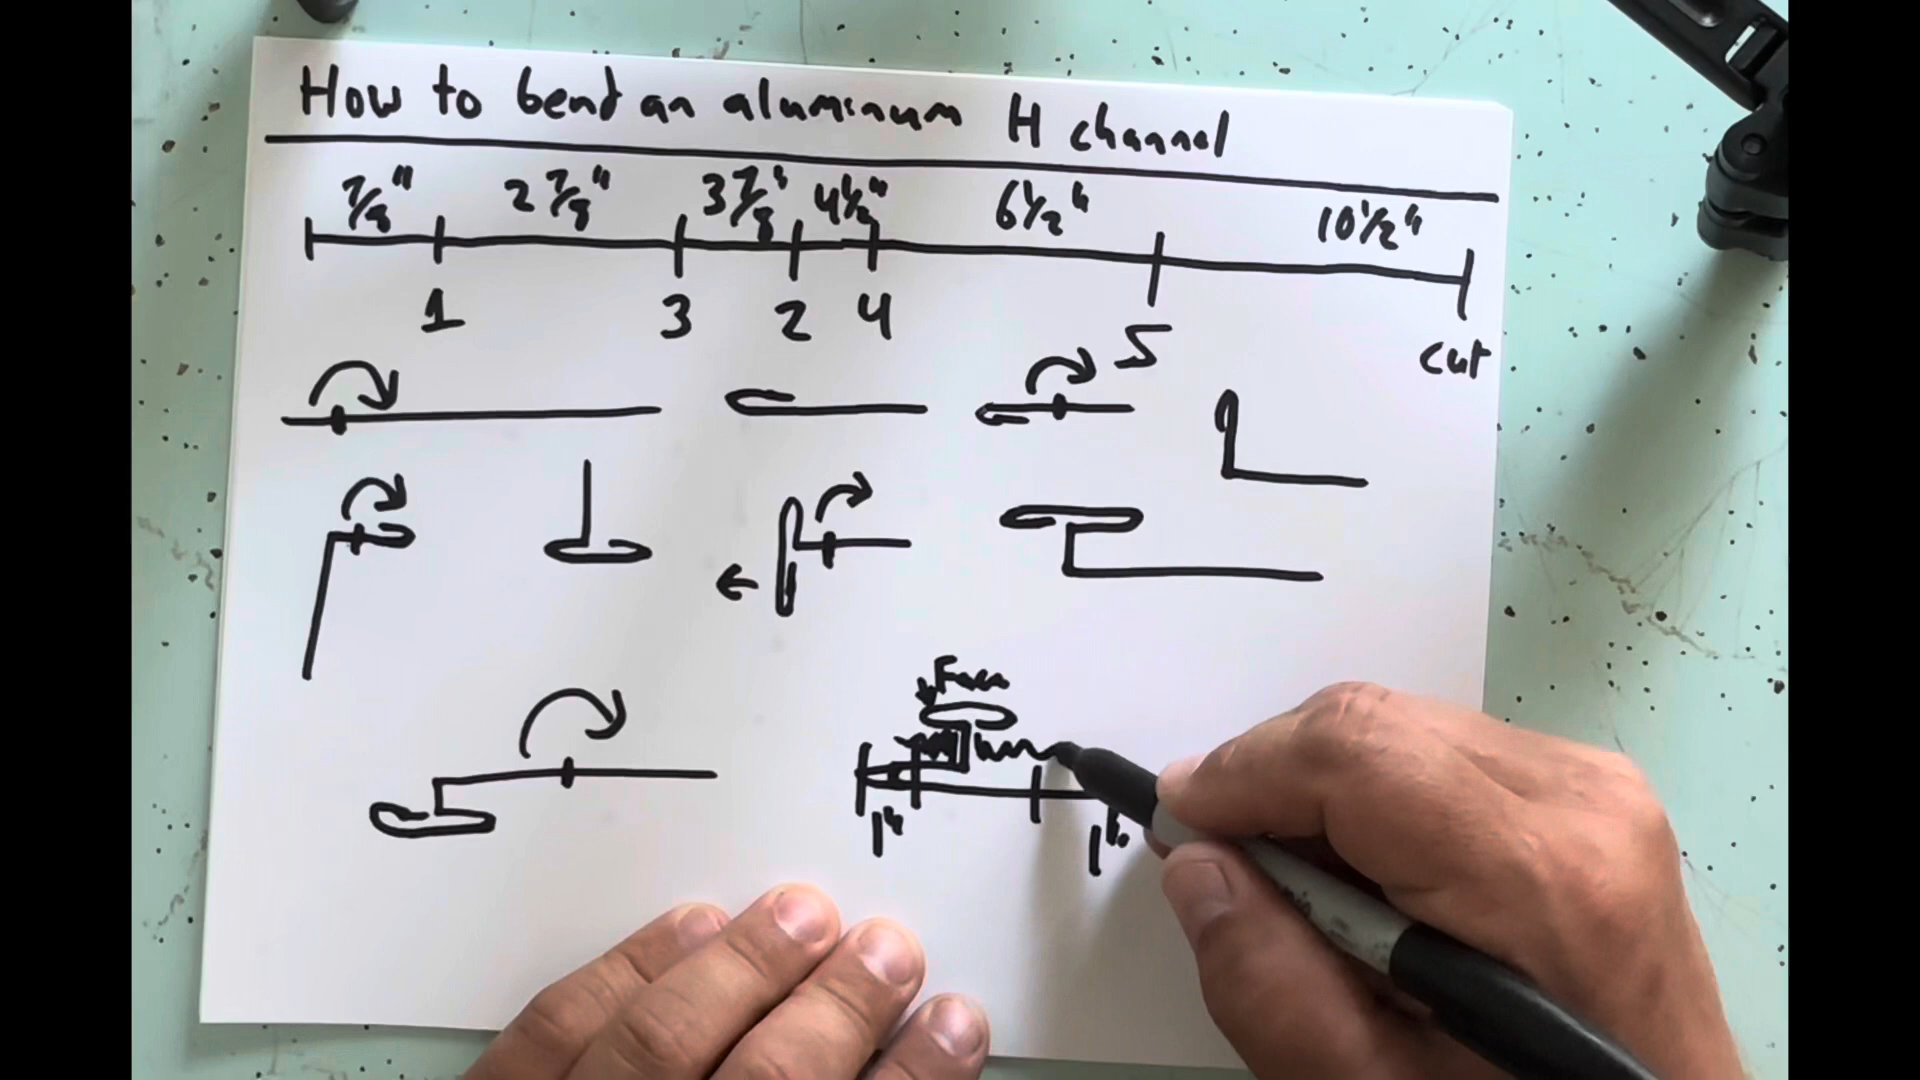 How to bend an aluminum H channel
7/8" 2 7/8" 3 7/8" 4 1/2" 6 1/2" 10 1/2"
1 3 2 4 5 cut
1" 1"